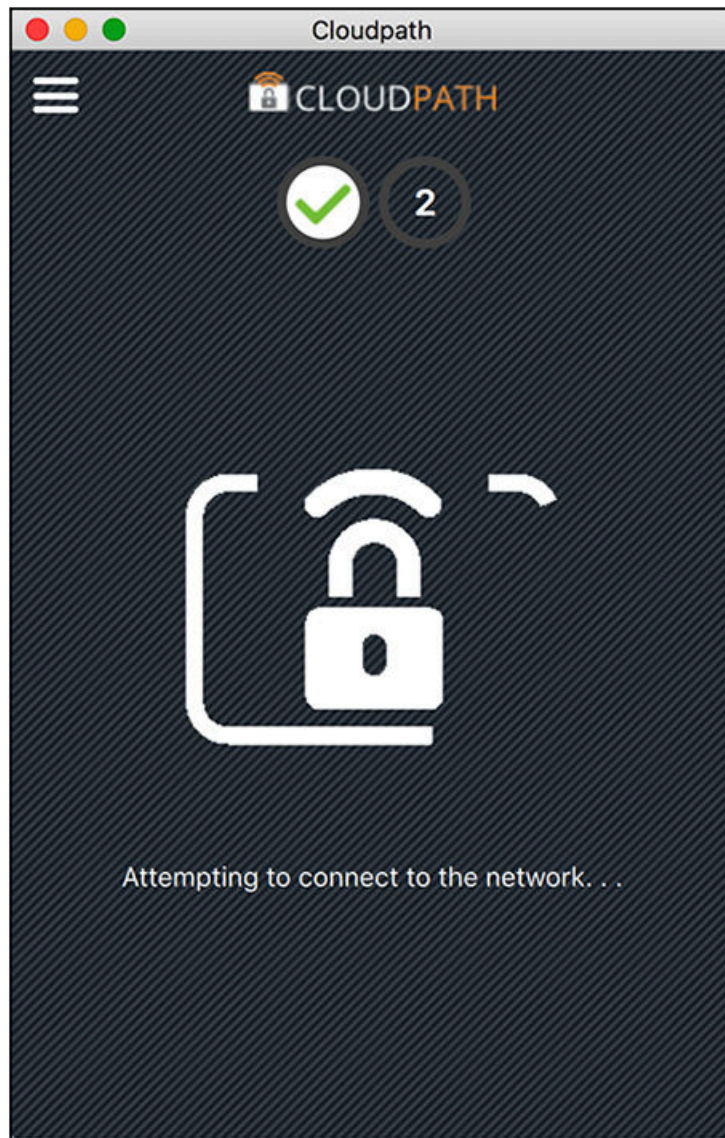 Cloudpath
CLOUDPATH
2
Attempting to connect to the network. . .